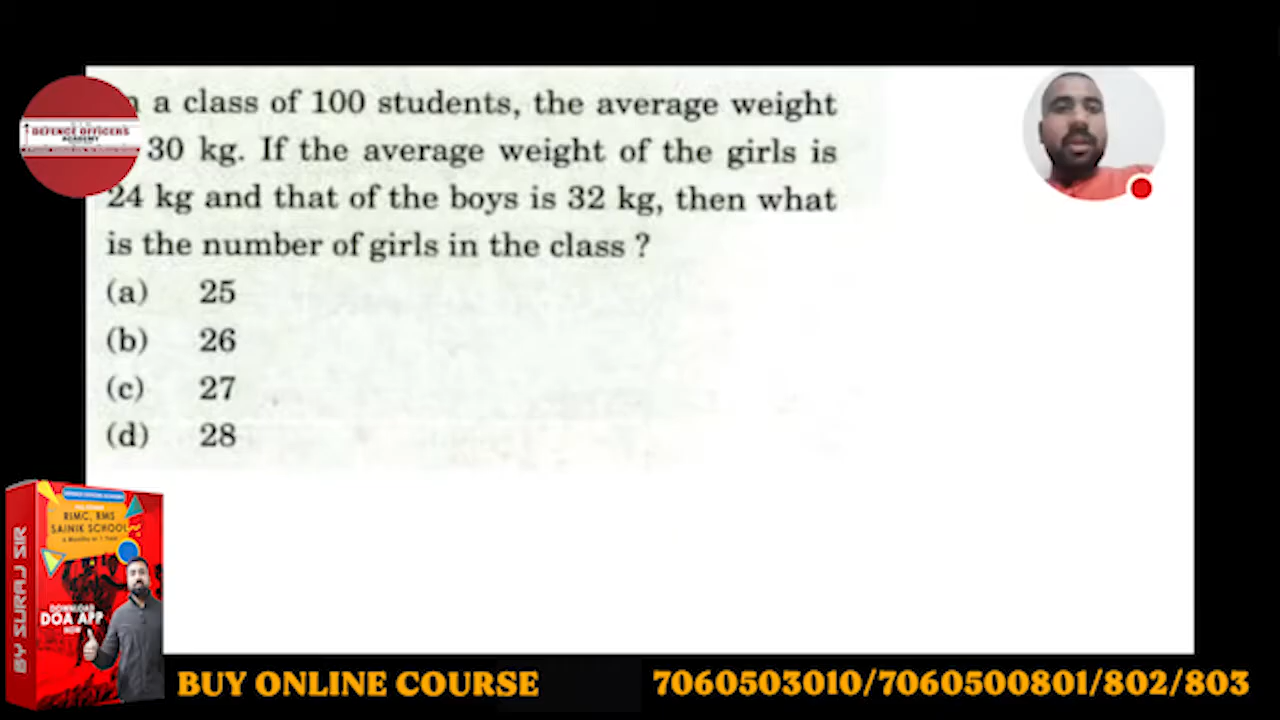 a class of 100 students, the average weight
30 kg. If the average weight of the girls is
24 kg and that of the boys is 32 kg, then what
is the number of girls in the class ?
(a) 25
(b) 26
(c) 27
(d) 28
DEFENCE OFFICERS
ACADEMY
RIMC, RMS
SAINIK SCHOOL
DOWNLOAD
DOA APP
NOW
BY SURAJ SIR
BUY ONLINE COURSE
7060503010/7060500801/802/803